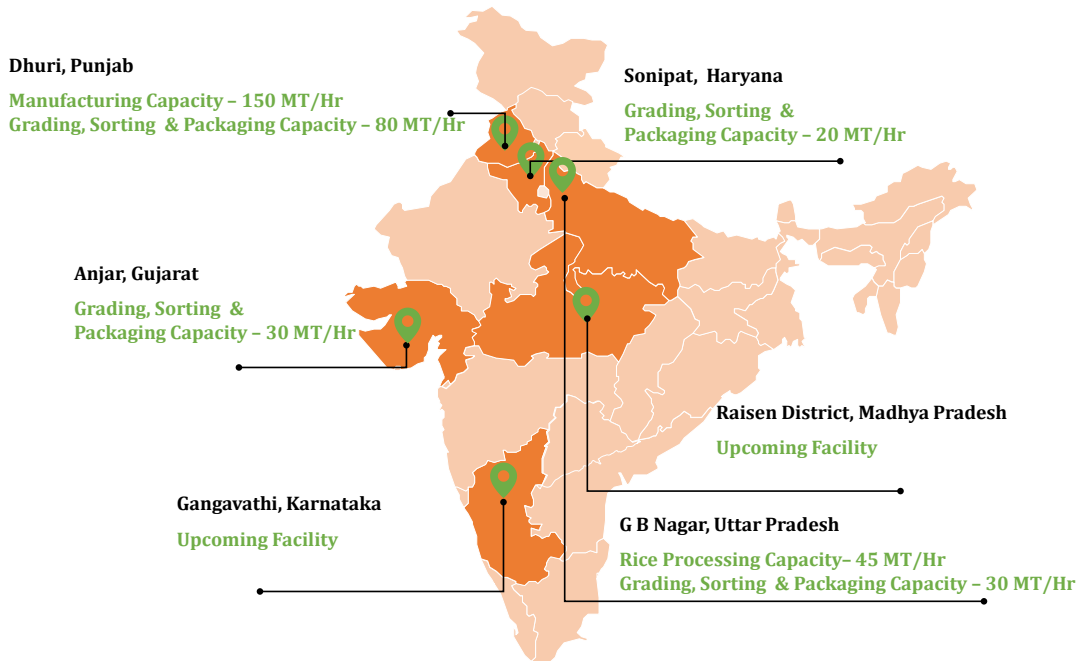 Dhuri, Punjab
Manufacturing Capacity – 150 MT/Hr
Grading, Sorting & Packaging Capacity – 80 MT/Hr
Sonipat, Haryana
Grading, Sorting &
Packaging Capacity – 20 MT/Hr
Anjar, Gujarat
Grading, Sorting &
Packaging Capacity – 30 MT/Hr
Raisen District, Madhya Pradesh
Upcoming Facility
Gangavathi, Karnataka
Upcoming Facility
G B Nagar, Uttar Pradesh
Rice Processing Capacity– 45 MT/Hr
Grading, Sorting & Packaging Capacity – 30 MT/Hr